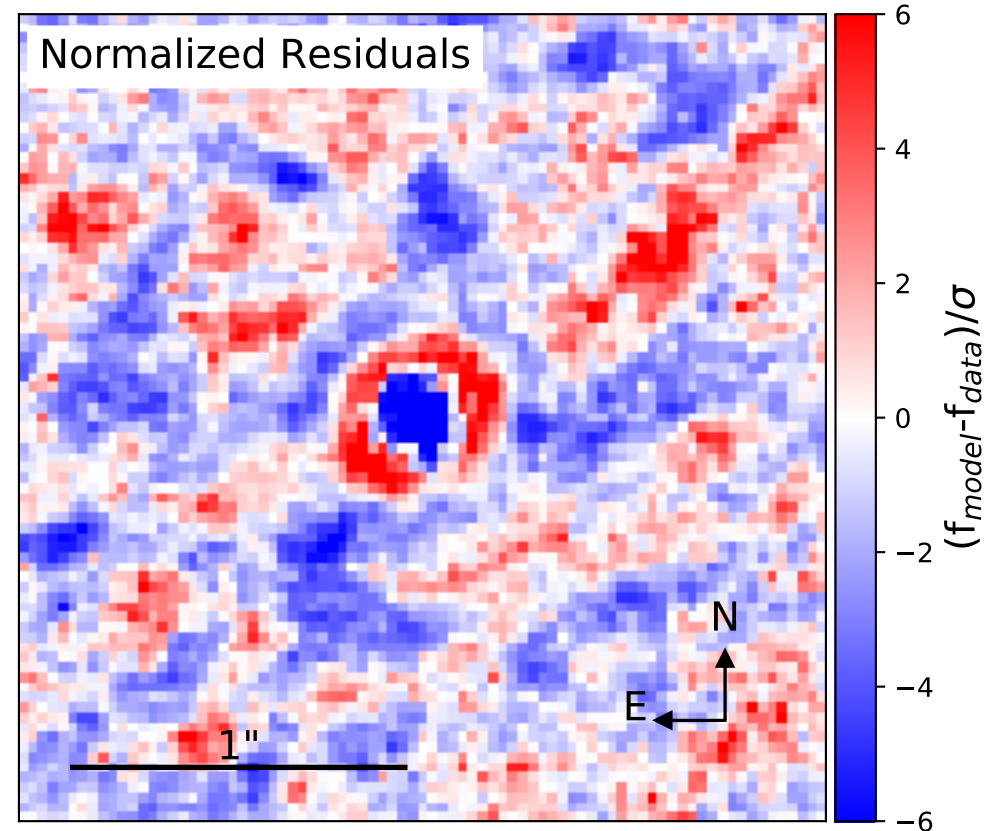 Normalized Residuals
6
4
2
0
−2
−4
−6
(f_model-f_data)/σ
N
E
1"